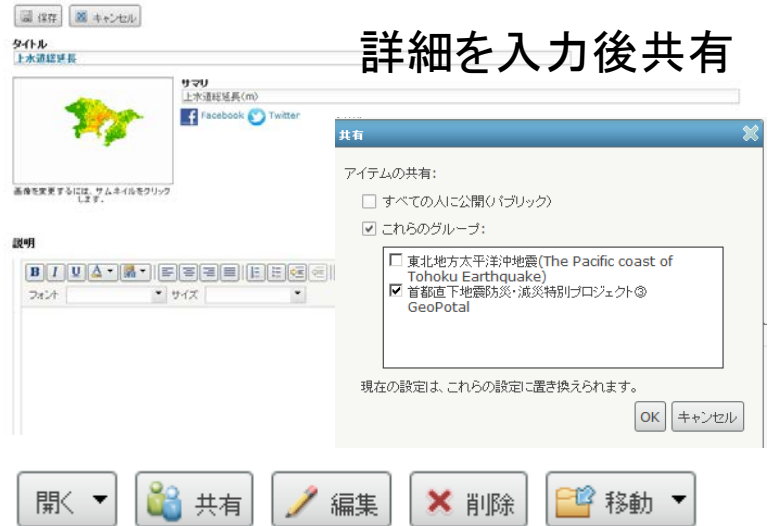 保存 キャンセル
詳細を入力後共有
タイトル
上水道総延長
サマリ
上水道総延長(m)
Facebook Twitter
画像を変更するには、サムネイルをクリック
します。
説明
B I U A
フォント サイズ
共有
アイテムの共有:
すべての人に公開(パブリック)
これらのグループ:
東北地方太平洋沖地震(The Pacific coast of
Tohoku Earthquake)
首都直下地震防災・減災特別プロジェクト③
GeoPotal
現在の設定は、これらの設定に置き換えられます。
OK キャンセル
開く 共有 編集 削除 移動